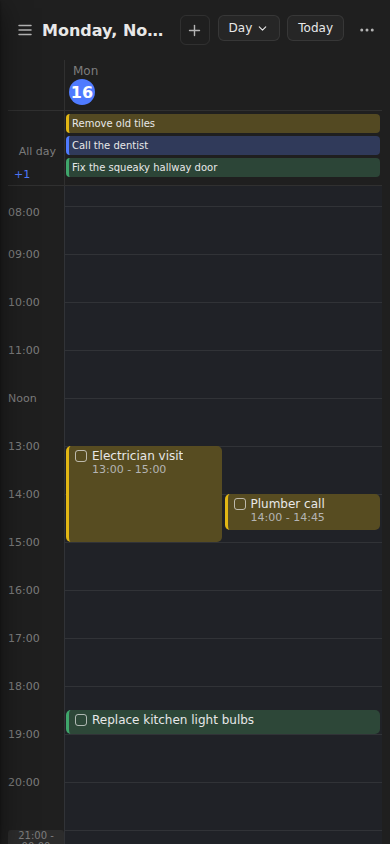 Monday, No...
Day
Today
Mon
16
All day
+1
Remove old tiles
Call the dentist
Fix the squeaky hallway door
08:00
09:00
10:00
11:00
Noon
13:00
Electrician visit
13:00 - 15:00
14:00
Plumber call
14:00 - 14:45
15:00
16:00
17:00
18:00
Replace kitchen light bulbs
19:00
20:00
21:00 -